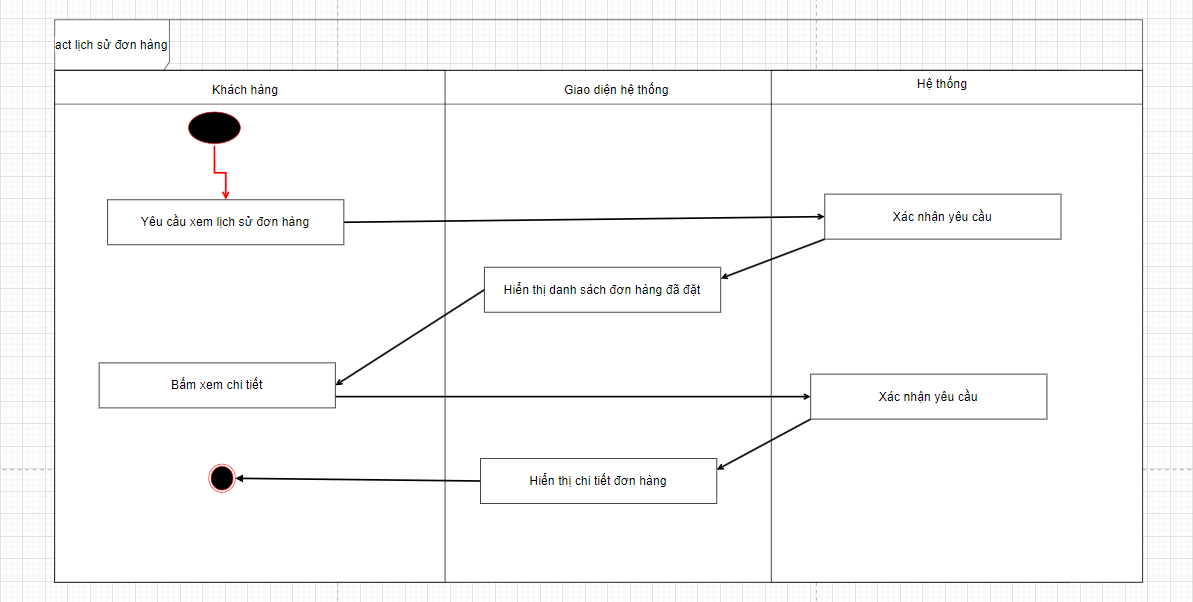 act lịch sử đơn hàng
Khách hàng
Giao diện hệ thống
Hệ thống
Yêu cầu xem lịch sử đơn hàng
Xác nhận yêu cầu
Hiển thị danh sách đơn hàng đã đặt
Bấm xem chi tiết
Xác nhận yêu cầu
Hiển thị chi tiết đơn hàng